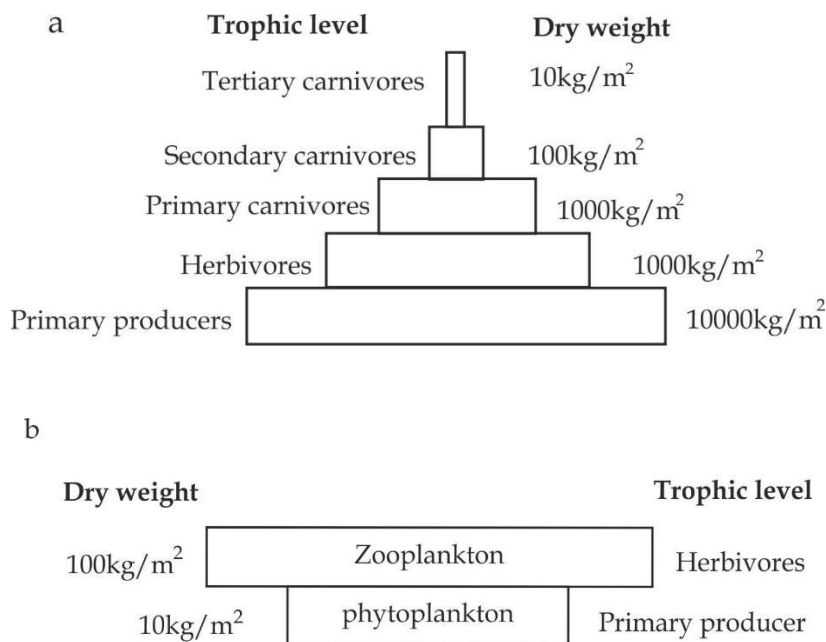 a
Trophic level Dry weight
Tertiary carnivores 10kg/m²
Secondary carnivores 100kg/m²
Primary carnivores 1000kg/m²
Herbivores 1000kg/m²
Primary producers 10000kg/m²
b
Dry weight Trophic level
100kg/m² Zooplankton Herbivores
10kg/m² phytoplankton Primary producer